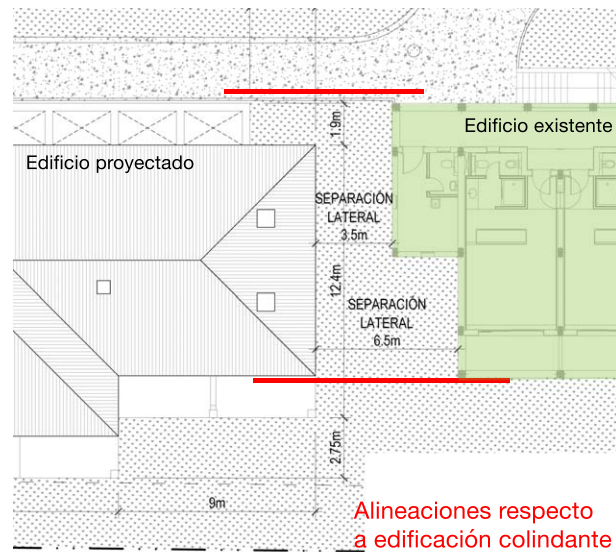 1.9m
Edificio existente
Edificio proyectado
SEPARACIÓN
LATERAL
3.5m
12.4m
SEPARACIÓN
LATERAL
6.5m
2.75m
9m
Alineaciones respecto
a edificación colindante